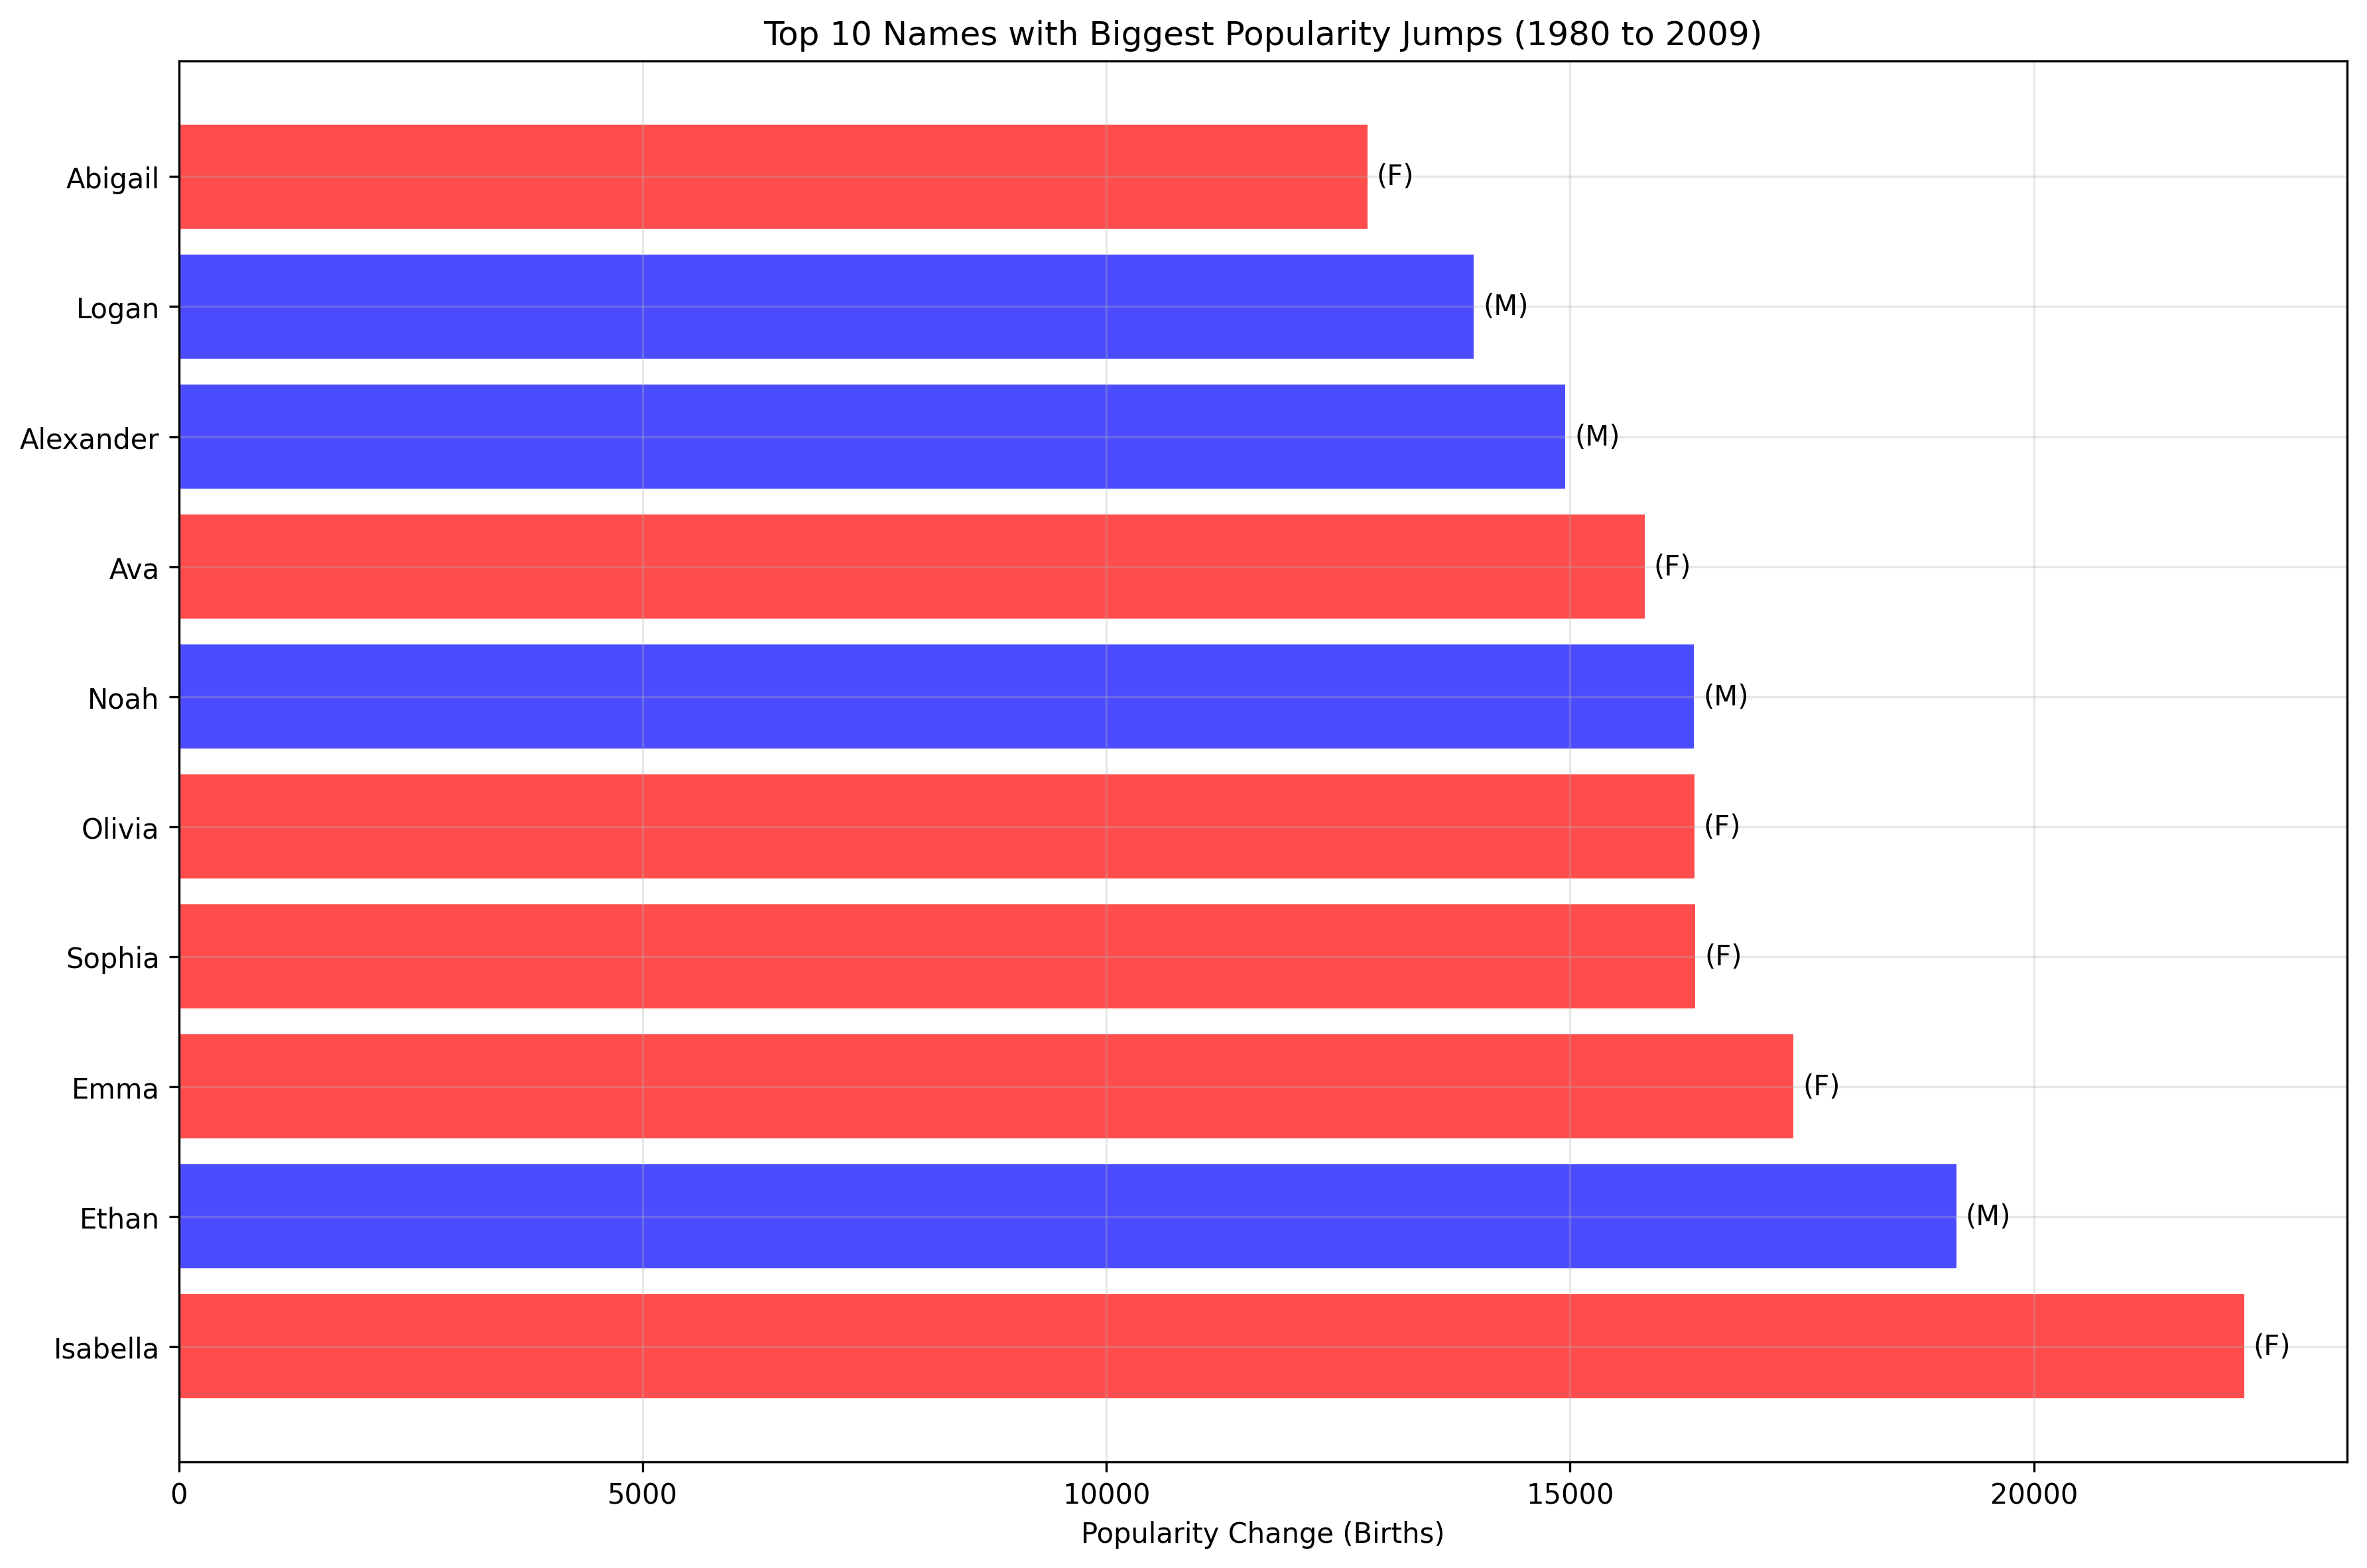 Top 10 Names with Biggest Popularity Jumps (1980 to 2009)
Abigail (F)
Logan (M)
Alexander (M)
Ava (F)
Noah (M)
Olivia (F)
Sophia (F)
Emma (F)
Ethan (M)
Isabella (F)
0 5000 10000 15000 20000
Popularity Change (Births)